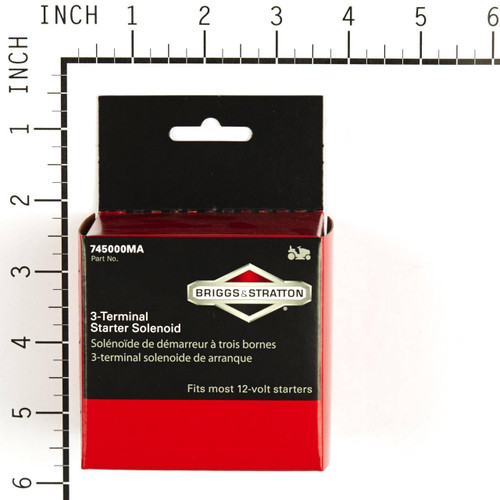 INCH 1 2 3 4 5 6
INCH 1 2 3 4 5 6
745000MA
Part No.
BRIGGS&STRATTON
®
3-Terminal
Starter Solenoid
Solénoïde de démarreur à trois bornes
3-terminal solenoide de arranque
Fits most 12-volt starters